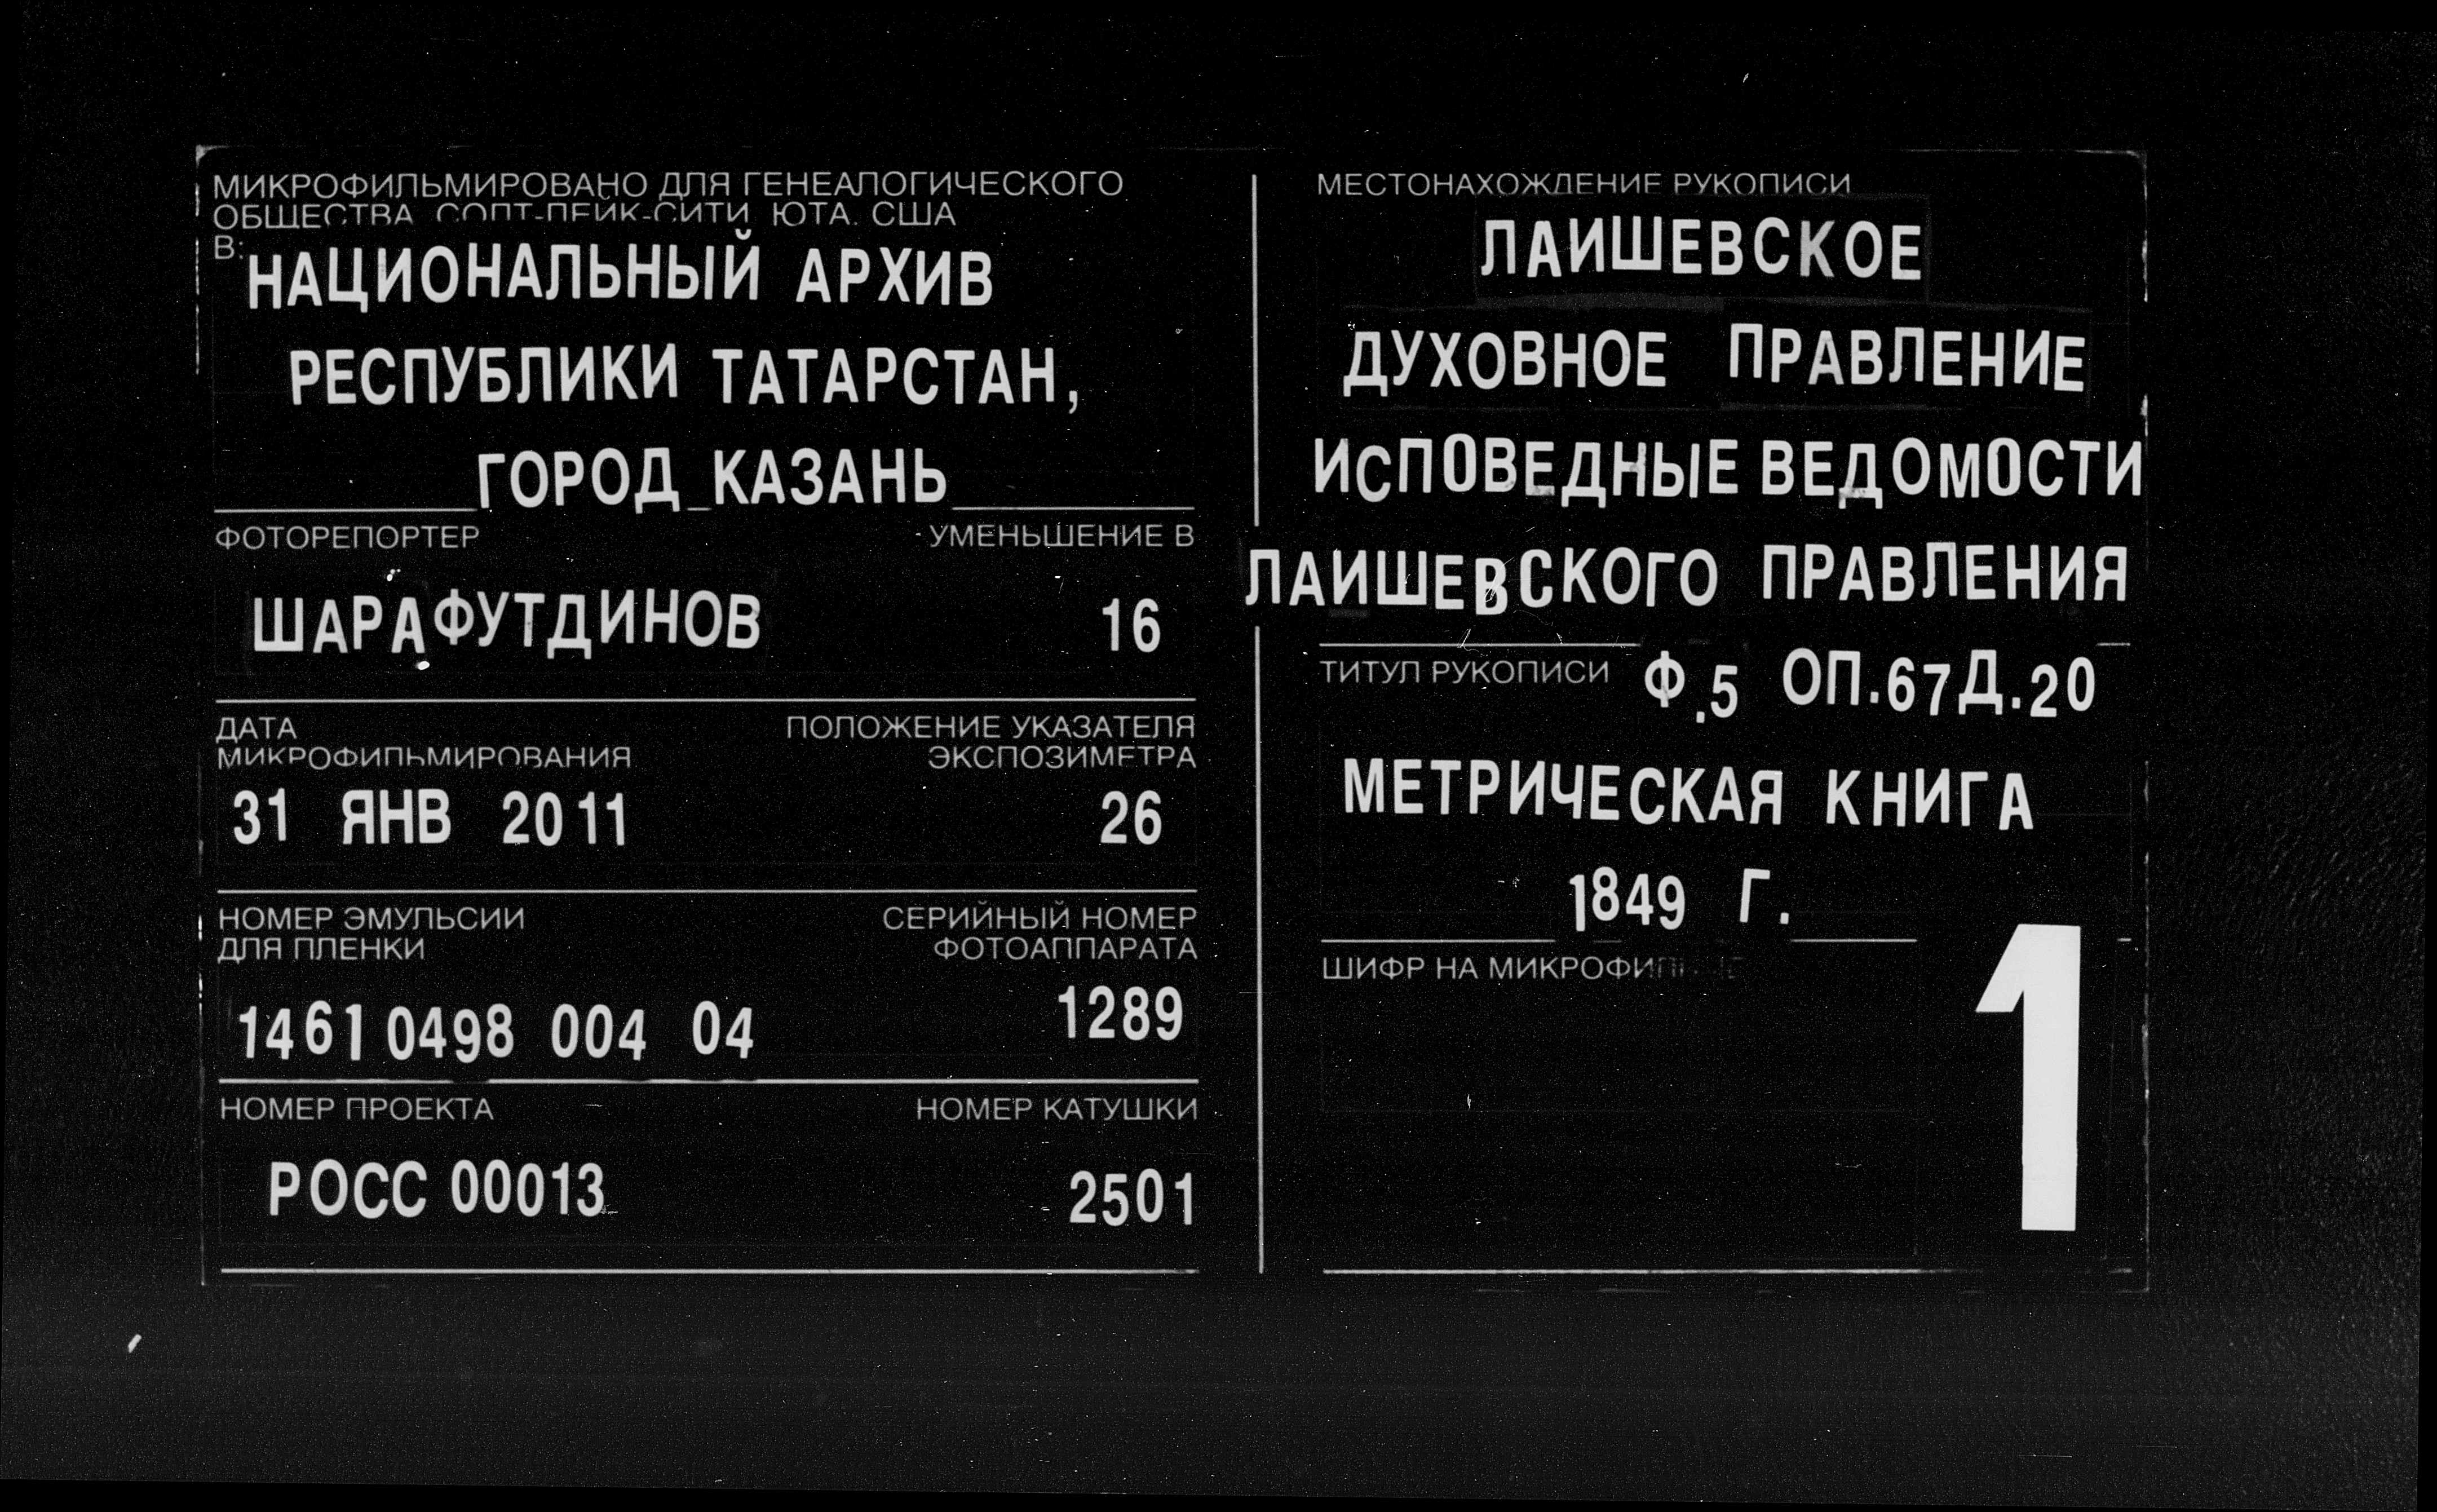 МИКРОФИЛЬМИРОВАНО ДЛЯ ГЕНЕАЛОГИЧЕСКОГО
ОБЩЕСТВА СОЛТ-ЛЕЙК-СИТИ, ЮТА. США
В:
НАЦИОНАЛЬНЫЙ АРХИВ
РЕСПУБЛИКИ ТАТАРСТАН,
ГОРОД КАЗАНЬ
ФОТОРЕПОРТЕР
УМЕНЬШЕНИЕ В
ШАРАФУТДИНОВ
16
ДАТА
МИКРОФИЛЬМИРОВАНИЯ
ПОЛОЖЕНИЕ УКАЗАТЕЛЯ
ЭКСПОЗИМЕТРА
31 ЯНВ 2011
26
НОМЕР ЭМУЛЬСИИ
ДЛЯ ПЛЕНКИ
СЕРИЙНЫЙ НОМЕР
ФОТОАППАРАТА
1461 0498 004 04
1289
НОМЕР ПРОЕКТА
НОМЕР КАТУШКИ
РОСС 00013
2501
МЕСТОНАХОЖДЕНИЕ РУКОПИСИ
ЛАИШЕВСКОЕ
ДУХОВНОЕ ПРАВЛЕНИЕ
ИСПОВЕДНЫЕ ВЕДОМОСТИ
ЛАИШЕВСКОГО ПРАВЛЕНИЯ
ТИТУЛ РУКОПИСИ
Ф.5 ОП.67 Д.20
МЕТРИЧЕСКАЯ КНИГА
1849 Г.
ШИФР НА
1